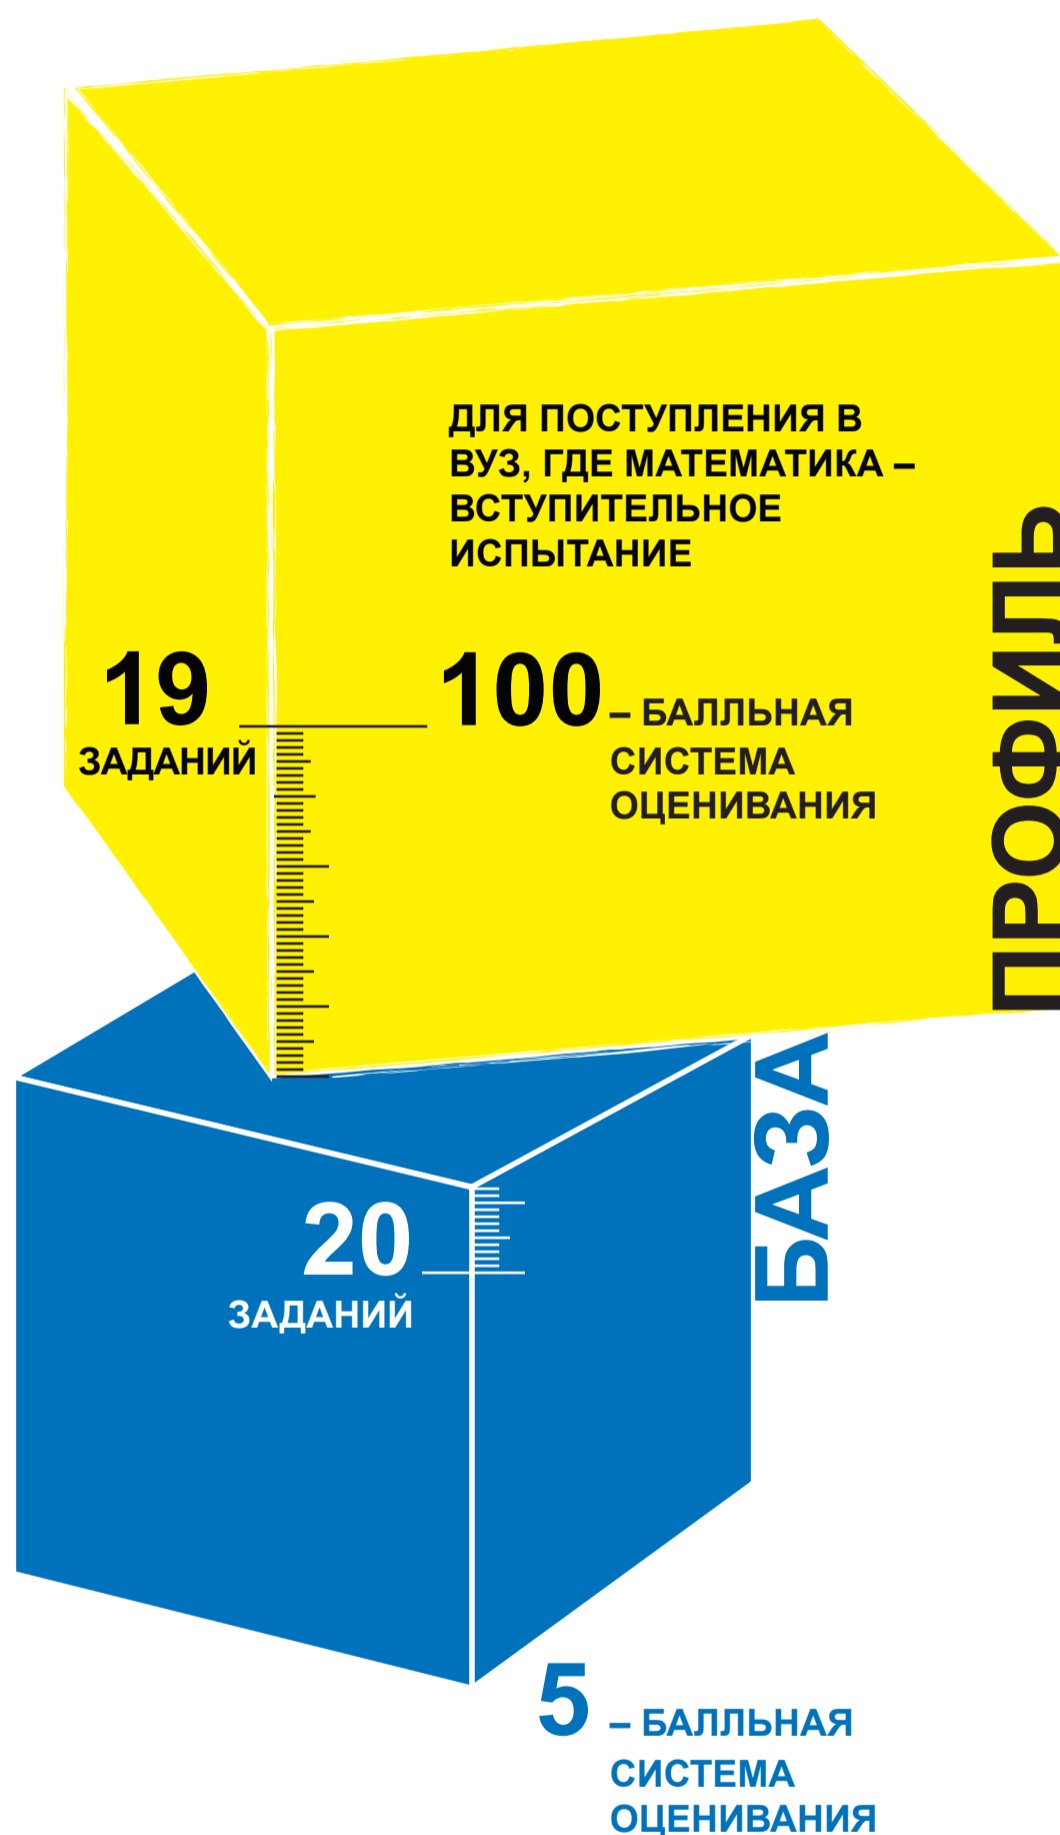 ДЛЯ ПОСТУПЛЕНИЯ В
ВУЗ, ГДЕ МАТЕМАТИКА –
ВСТУПИТЕЛЬНОЕ
ИСПЫТАНИЕ
19
ЗАДАНИЙ
100 – БАЛЛЬНАЯ
СИСТЕМА
ОЦЕНИВАНИЯ
ПРОФИЛЬ
БАЗА
20
ЗАДАНИЙ
5 – БАЛЛЬНАЯ
СИСТЕМА
ОЦЕНИВАНИЯ